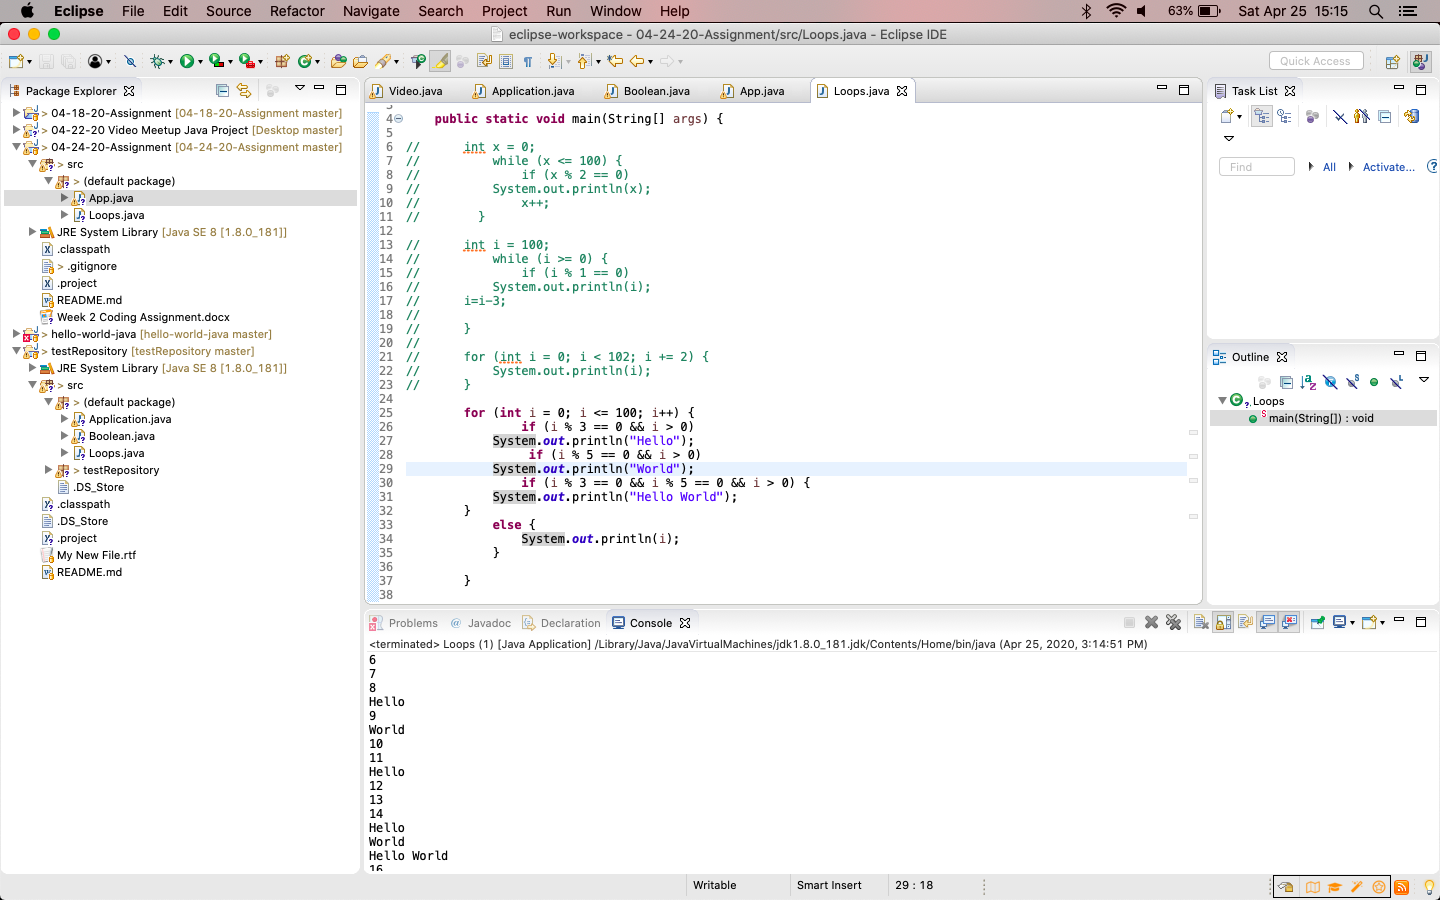 Eclipse File Edit Source Refactor Navigate Search Project Run Window Help 63% Sat Apr 25 15:15
eclipse-workspace - 04-24-20-Assignment/src/Loops.java - Eclipse IDE
Quick Access
Package Explorer
> 04-18-20-Assignment [04-18-20-Assignment master]
> 04-22-20 Video Meetup Java Project [Desktop master]
> 04-24-20-Assignment [04-24-20-Assignment master]
> src
> (default package)
App.java
Loops.java
JRE System Library [Java SE 8 [1.8.0_181]]
.classpath
> .gitignore
.project
README.md
Week 2 Coding Assignment.docx
> hello-world-java [hello-world-java master]
> testRepository [testRepository master]
JRE System Library [Java SE 8 [1.8.0_181]]
> src
> (default package)
Application.java
Boolean.java
Loops.java
> testRepository
.DS_Store
.classpath
.DS_Store
.project
My New File.rtf
README.md
Video.java Application.java Boolean.java App.java Loops.java
4 public static void main(String[] args) {
5
6 // int x = 0;
7 // while (x <= 100) {
8 // if (x % 2 == 0)
9 // System.out.println(x);
10 // x++;
11 // }
12
13 // int i = 100;
14 // while (i >= 0) {
15 // if (i % 1 == 0)
16 // System.out.println(i);
17 // i=i-3;
18 //
19 // }
20 //
21 // for (int i = 0; i < 102; i += 2) {
22 // System.out.println(i);
23 // }
24
25 for (int i = 0; i <= 100; i++) {
26 if (i % 3 == 0 && i > 0)
27 System.out.println("Hello");
28 if (i % 5 == 0 && i > 0)
29 System.out.println("World");
30 if (i % 3 == 0 && i % 5 == 0 && i > 0) {
31 System.out.println("Hello World");
32 }
33 else {
34 System.out.println(i);
35 }
36
37 }
38
Task List
Find All Activate...
Outline
Loops
main(String[]) : void
Problems @ Javadoc Declaration Console
<terminated> Loops (1) [Java Application] /Library/Java/JavaVirtualMachines/jdk1.8.0_181.jdk/Contents/Home/bin/java (Apr 25, 2020, 3:14:51 PM)
6
7
8
Hello
9
World
10
11
Hello
12
13
14
Hello
World
Hello World
16
Writable Smart Insert 29 : 18